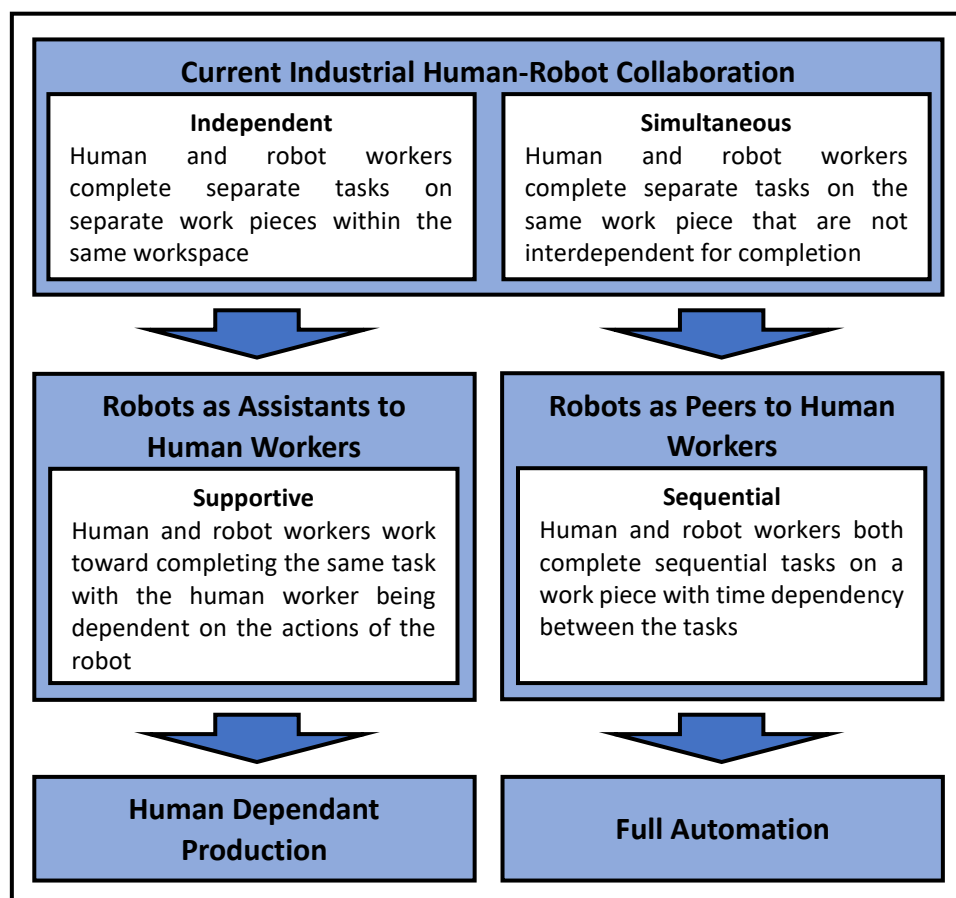 Current Industrial Human-Robot Collaboration
Independent
Human and robot workers
complete separate tasks on
separate work pieces within the
same workspace
Simultaneous
Human and robot workers
complete separate tasks on the
same work piece that are not
interdependent for completion
Robots as Assistants to
Human Workers
Supportive
Human and robot workers work
toward completing the same task
with the human worker being
dependent on the actions of the
robot
Robots as Peers to Human
Workers
Sequential
Human and robot workers both
complete sequential tasks on a
work piece with time dependency
between the tasks
Human Dependant
Production
Full Automation